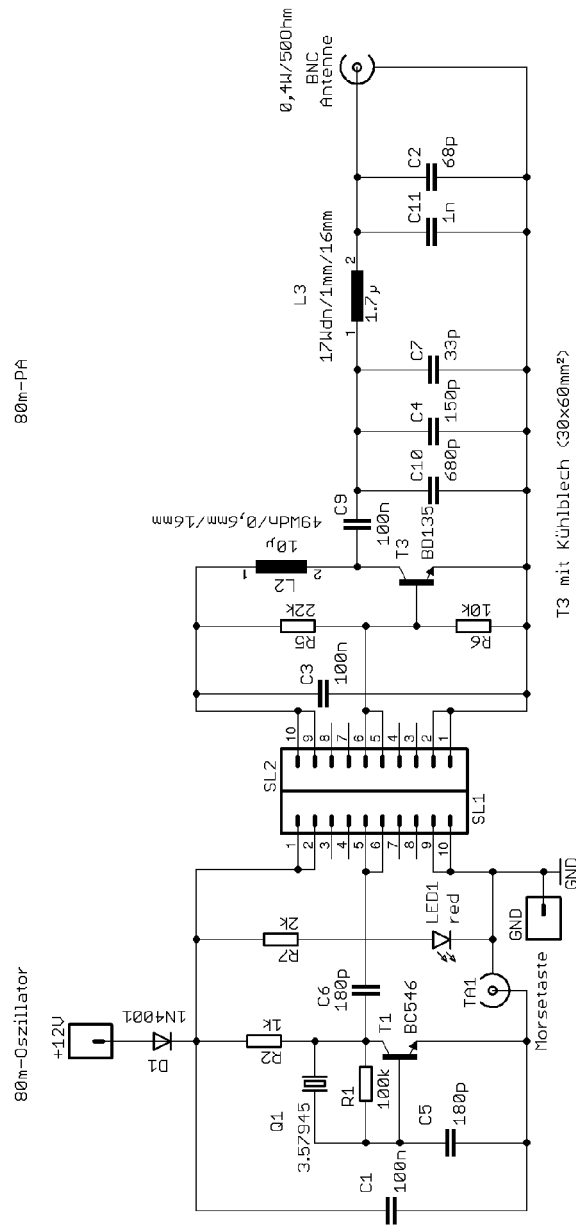 80m-Oszillator
80m-PA
+12V
D1
1N4001
R2
1k
Q1
3.57945
R1
100k
C1
100n
C5
180p
T1
BC546
C6
180p
R7
2k
LED1
red
TA1
Morsetaste
GND
GND
SL2
SL1
1
2
3
4
5
6
7
8
9
10
10
9
8
7
6
5
4
3
2
1
C3
100n
R5
22k
R6
10k
49Wdn/0,6mm/16mm
10µ
L2
1
2
T3
BD135
C9
100n
C10
680p
C4
150p
C7
33p
L3
17Wdn/1mm/16mm
1
2
1.7µ
C11
1n
C2
68p
0,4W/50Ohm
BNC
Antenne
T3 mit Kühlblech (30x60mm²)